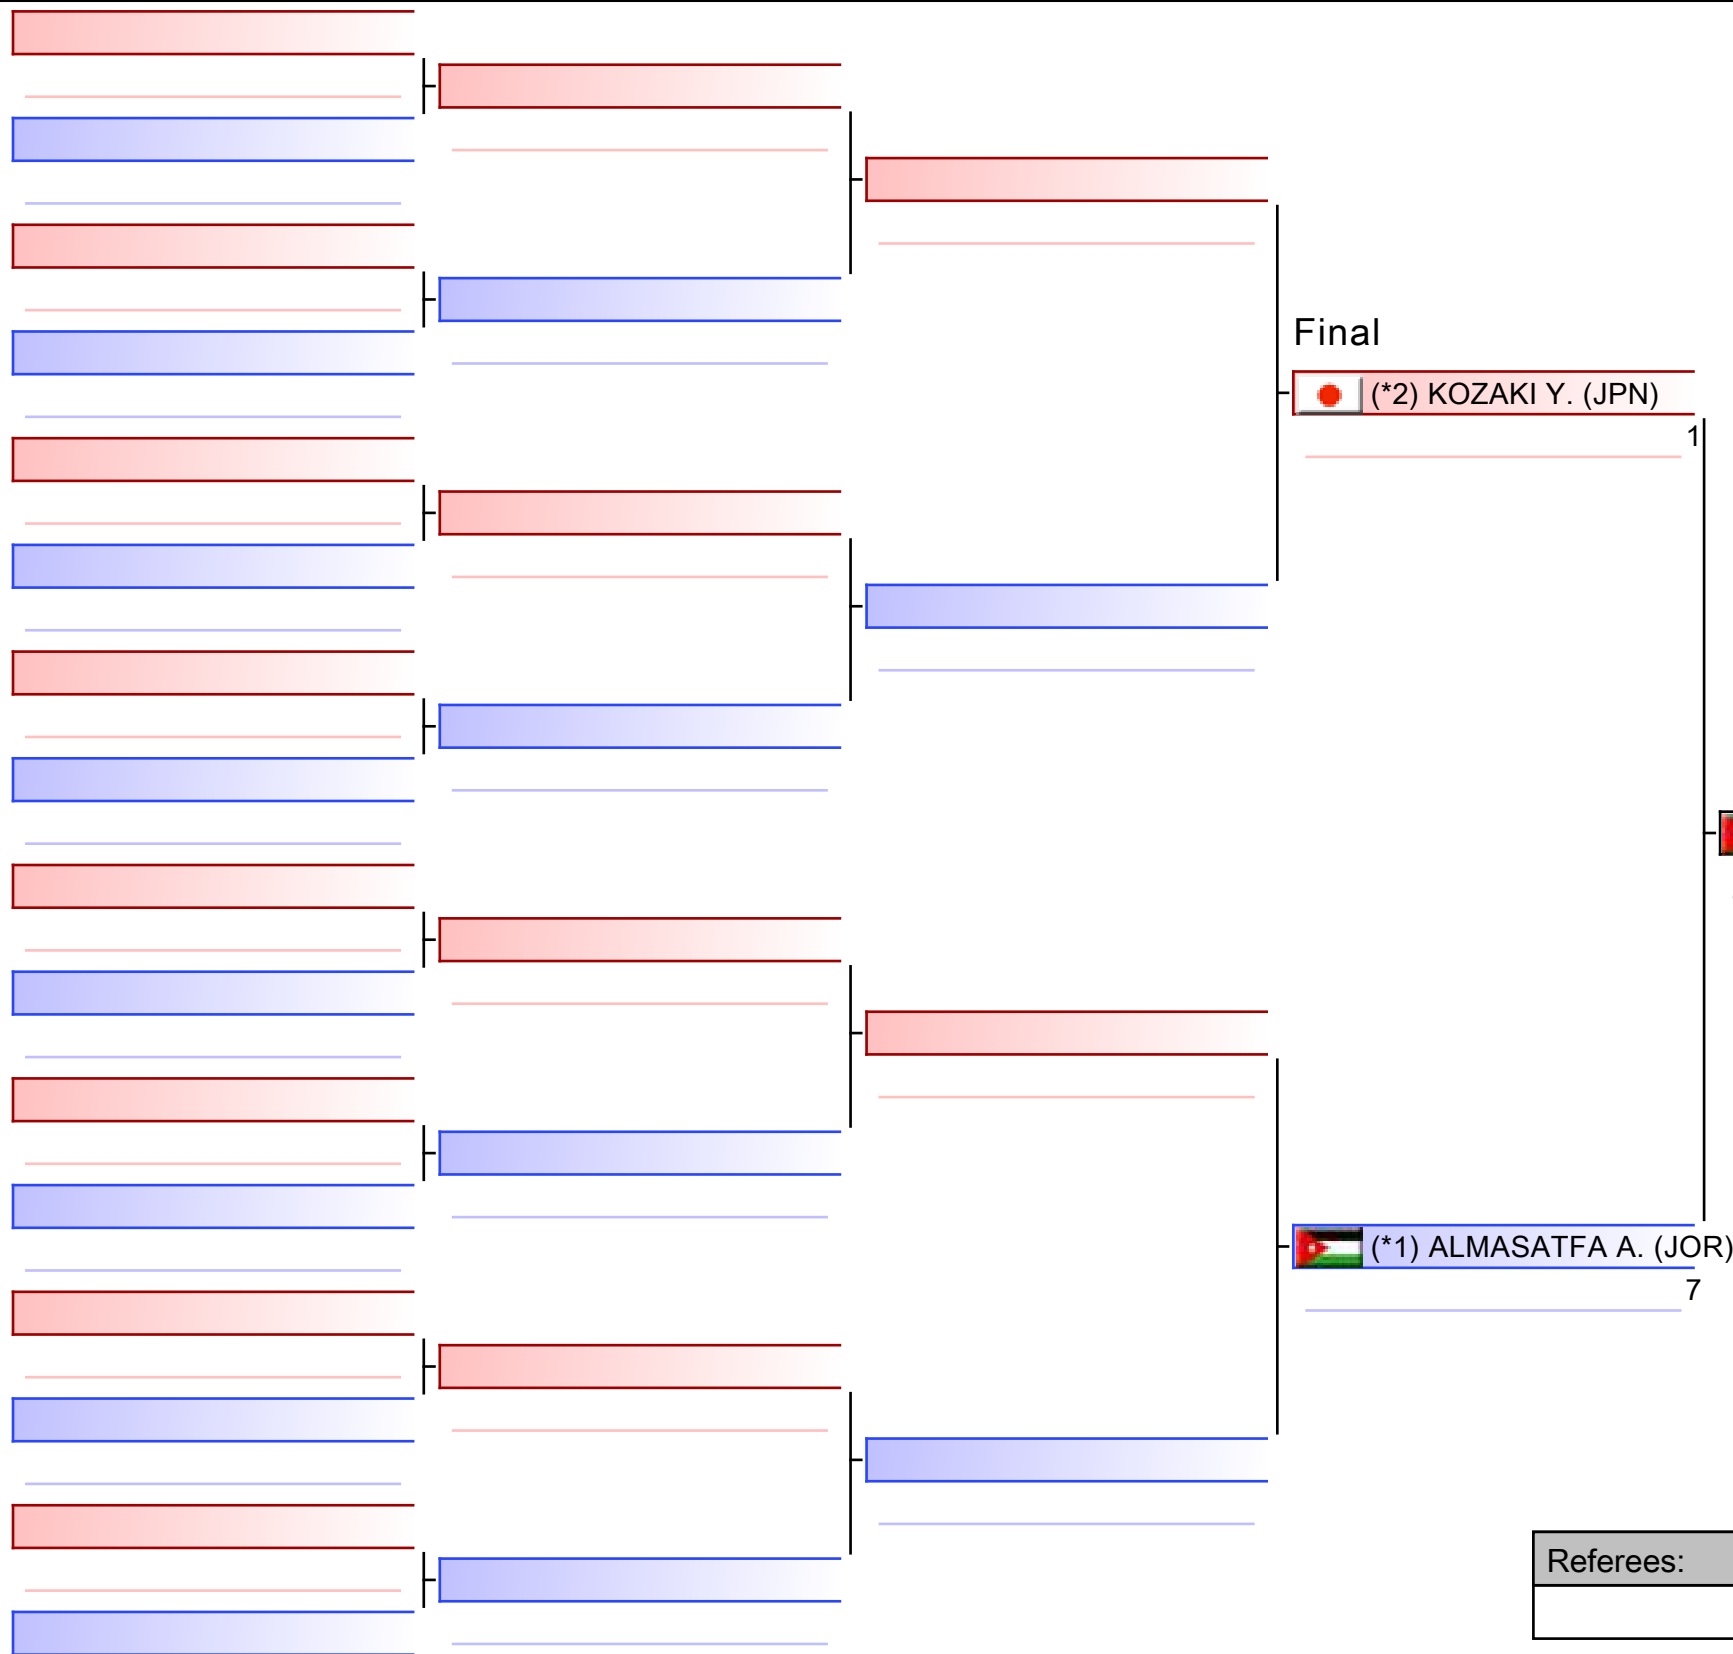 Final
(*2) KOZAKI Y. (JPN)
1
(*1) ALMASATFA A. (JOR)
7
Referees: